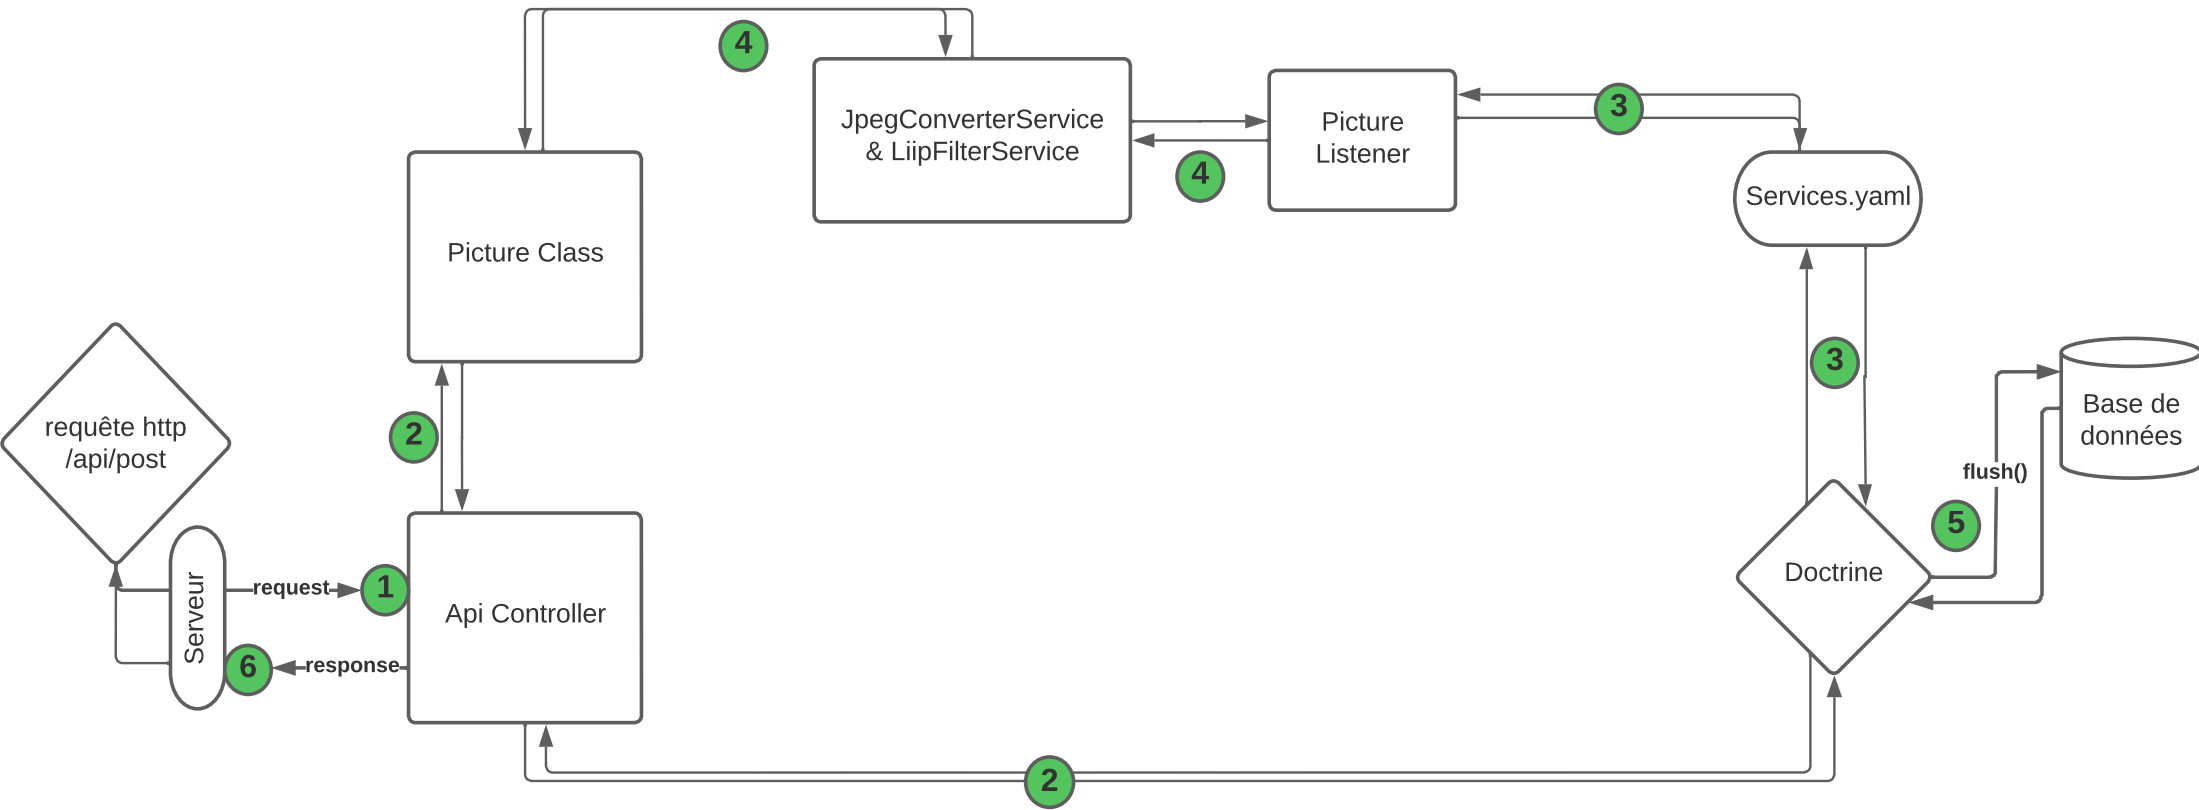 4
JpegConverterService
& LiipFilterService
Picture
Listener
3
4
Services.yaml
Picture Class
3
requête http
/api/post
2
Base de
données
flush()
5
Serveur
request
1
Api Controller
Doctrine
6
response
2